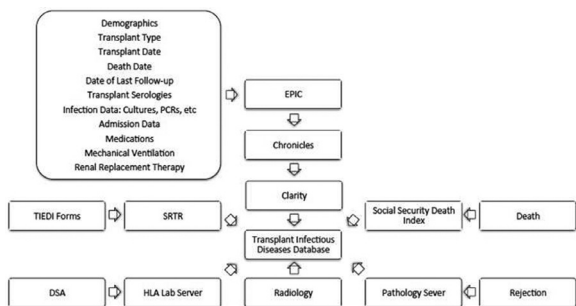 Demographics
Transplant Type
Transplant Date
Death Date
Date of Last Follow-up
Transplant Serologies
Infection Data: Cultures, PCRs, etc
Admission Data
Medications
Mechanical Ventilation
Renal Replacement Therapy
EPIC
Chronicles
Clarity
TIEDI Forms
SRTR
Social Security Death
Index
Death
Transplant Infectious
Diseases Database
DSA
HLA Lab Server
Radiology
Pathology Sever
Rejection